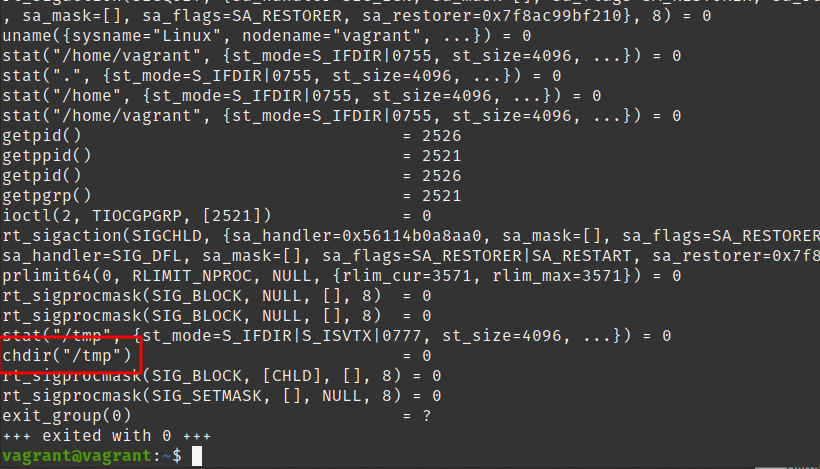 , sa_mask=[], sa_flags=SA_RESTORER, sa_restorer=0x7f8ac99bf210}, 8) = 0
uname({sysname="Linux", nodename="vagrant", ...}) = 0
stat("/home/vagrant", {st_mode=S_IFDIR|0755, st_size=4096, ...}) = 0
stat(".", {st_mode=S_IFDIR|0755, st_size=4096, ...}) = 0
stat("/home", {st_mode=S_IFDIR|0755, st_size=4096, ...}) = 0
stat("/home/vagrant", {st_mode=S_IFDIR|0755, st_size=4096, ...}) = 0
getpid()                                = 2526
getppid()                               = 2521
getpid()                                = 2526
getpgrp()                               = 2521
ioctl(2, TIOCGPGRP, [2521])             = 0
rt_sigaction(SIGCHLD, {sa_handler=0x56114b0a8aa0, sa_mask=[], sa_flags=SA_RESTORER
sa_handler=SIG_DFL, sa_mask=[], sa_flags=SA_RESTORER|SA_RESTART, sa_restorer=0x7f8
prlimit64(0, RLIMIT_NPROC, NULL, {rlim_cur=3571, rlim_max=3571}) = 0
rt_sigprocmask(SIG_BLOCK, NULL, [], 8)  = 0
rt_sigprocmask(SIG_BLOCK, NULL, [], 8)  = 0
stat("/tmp", {st_mode=S_IFDIR|S_ISVTX|0777, st_size=4096, ...}) = 0
chdir("/tmp")                           = 0
rt_sigprocmask(SIG_BLOCK, [CHLD], [], 8) = 0
rt_sigprocmask(SIG_SETMASK, [], NULL, 8) = 0
exit_group(0)                           = ?
+++ exited with 0 +++
vagrant@vagrant:~$